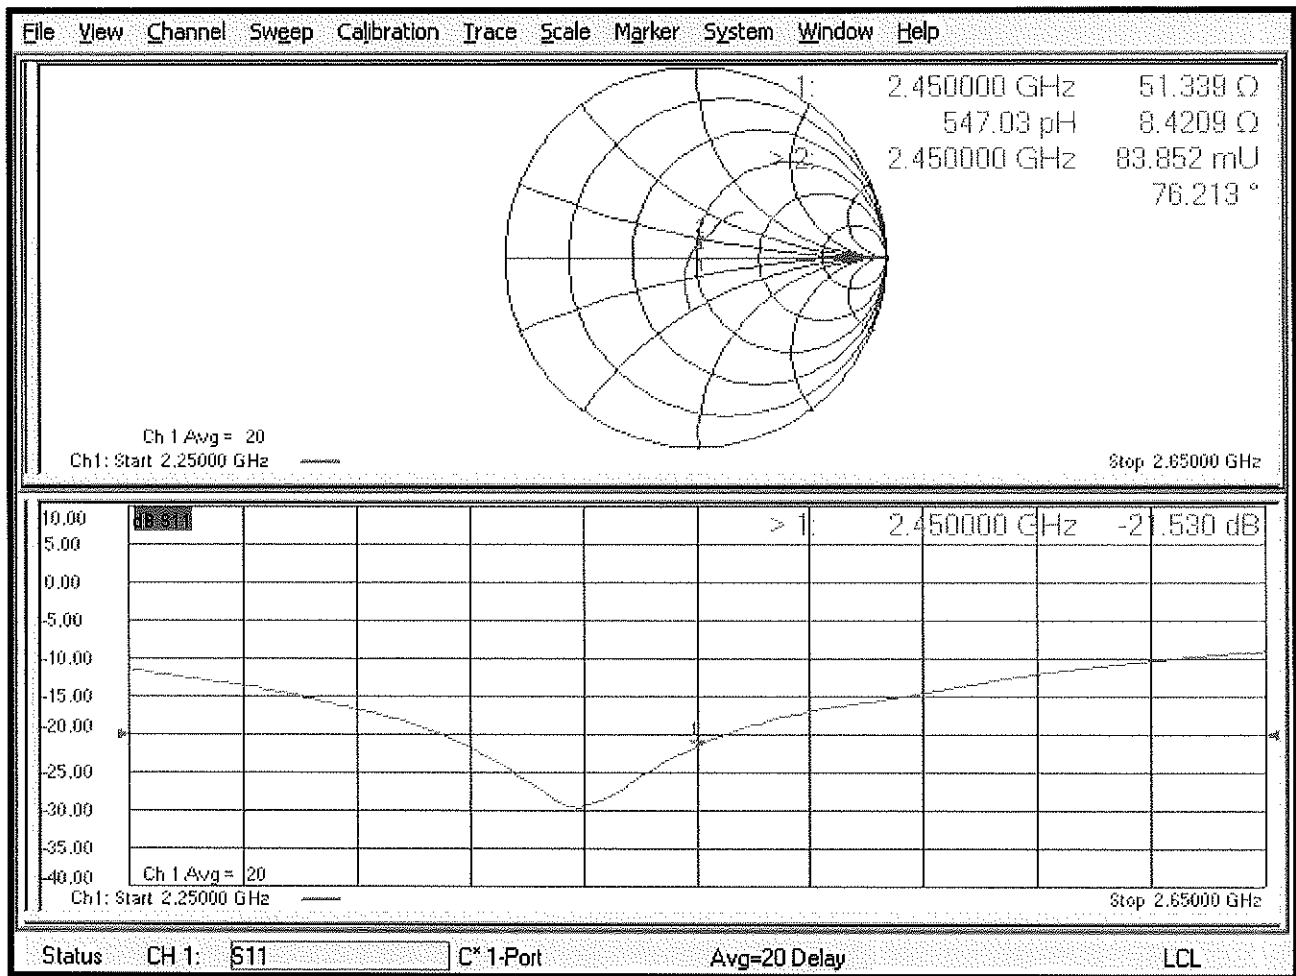 File View Channel Sweep Calibration Trace Scale Marker System Window Help
1: 2.450000 GHz 51.339 Ω
547.03 pH 8.4209 Ω
> 2: 2.450000 GHz 83.852 mU
76.213 °
Ch 1 Avg = 20
Ch1: Start 2.25000 GHz Stop 2.65000 GHz
10.00 dB S11 > 1: 2.450000 GHz -21.530 dB
5.00
0.00
-5.00
-10.00
-15.00
-20.00 1
-25.00
-30.00
-35.00
-40.00 Ch 1 Avg = 20
Ch1: Start 2.25000 GHz Stop 2.65000 GHz
Status CH 1: S11 C* 1-Port Avg=20 Delay LCL